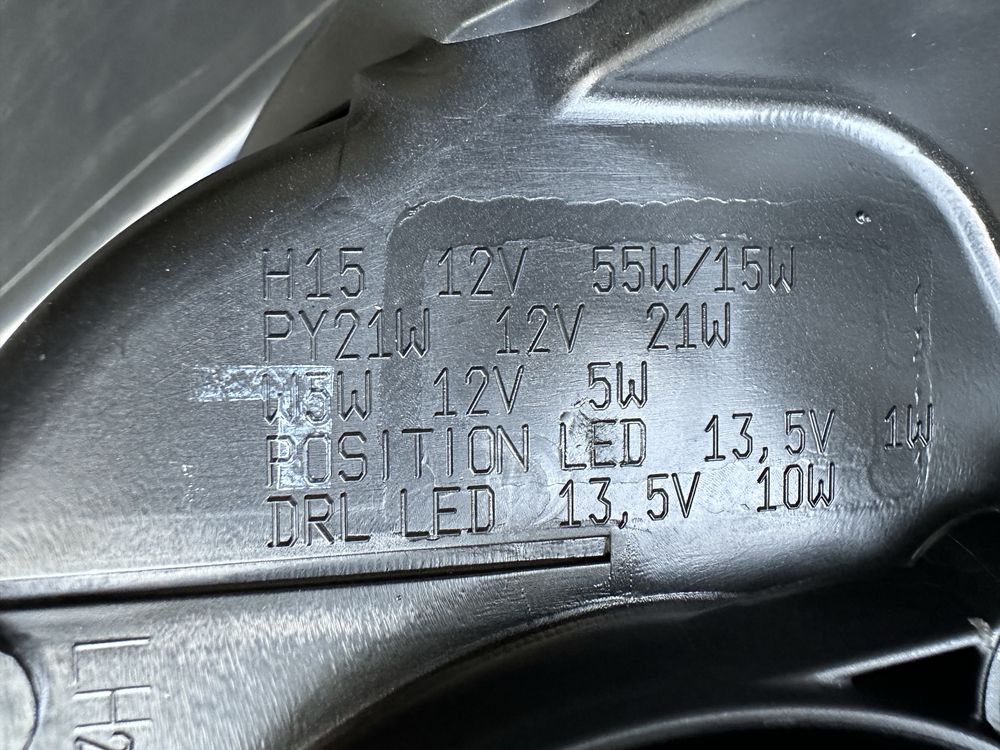 H15 12V 55W/15W
PY21W 12V 21W
W5W 12V 5W
POSITION LED 13,5V 1W
DRL LED 13,5V 10W
LH2